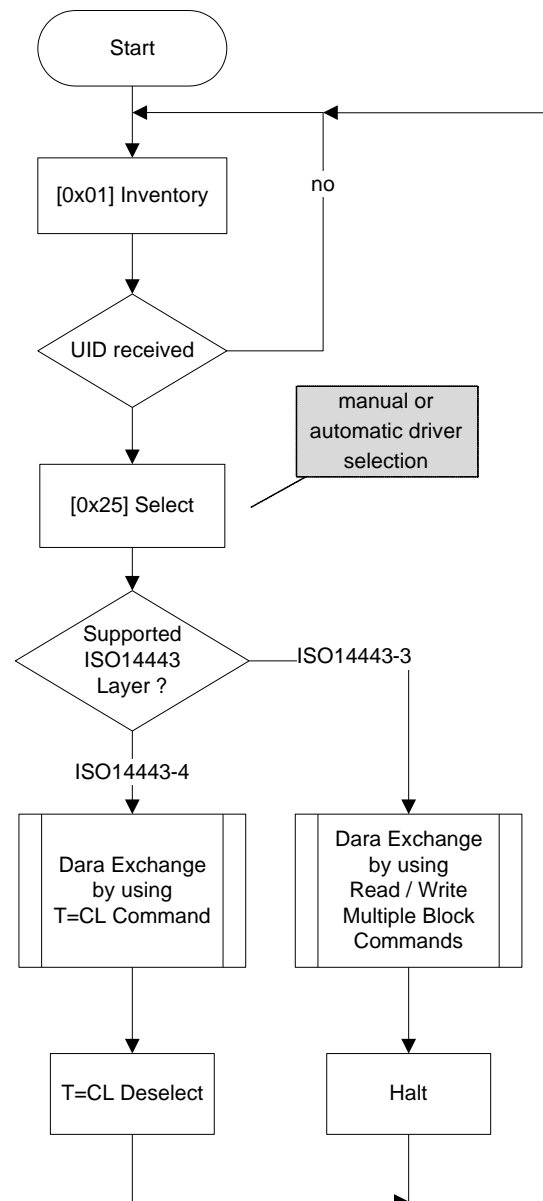 Start
[0x01] Inventory
no
UID received
manual or
automatic driver
selection
[0x25] Select
Supported
ISO14443
Layer ?
ISO14443-3
ISO14443-4
Dara Exchange
by using
T=CL Command
Dara Exchange
by using
Read / Write
Multiple Block
Commands
T=CL Deselect
Halt